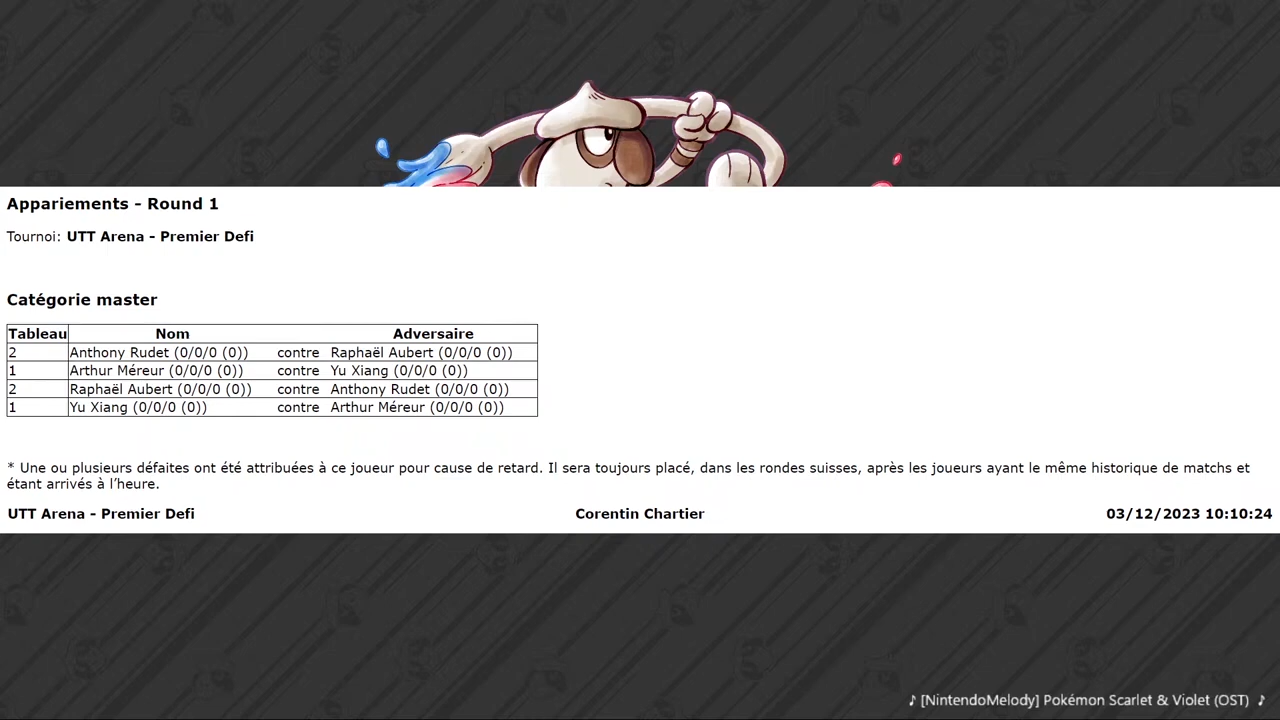 Appariements - Round 1
Tournoi: UTT Arena - Premier Defi
Catégorie master
Tableau Nom Adversaire
2 Anthony Rudet (0/0/0 (0)) contre Raphaël Aubert (0/0/0 (0))
1 Arthur Méreur (0/0/0 (0)) contre Yu Xiang (0/0/0 (0))
2 Raphaël Aubert (0/0/0 (0)) contre Anthony Rudet (0/0/0 (0))
1 Yu Xiang (0/0/0 (0)) contre Arthur Méreur (0/0/0 (0))
* Une ou plusieurs défaites ont été attribuées à ce joueur pour cause de retard. Il sera toujours placé, dans les rondes suisses, après les joueurs ayant le même historique de matchs et
étant arrivés à l’heure.
UTT Arena - Premier Defi Corentin Chartier 03/12/2023 10:10:24
♪ [NintendoMelody] Pokémon Scarlet & Violet (OST) ♪